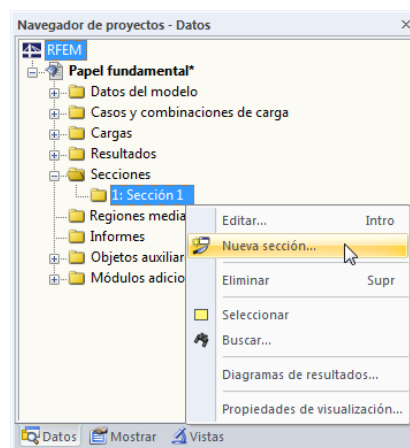 Navegador de proyectos - Datos
RFEM
Papel fundamental*
Datos del modelo
Casos y combinaciones de carga
Cargas
Resultados
Secciones
1: Sección 1
Regiones media
Informes
Objetos auxiliar
Módulos adicio
Editar... Intro
Nueva sección...
Eliminar Supr
Seleccionar
Buscar...
Diagramas de resultados...
Propiedades de visualización...
Datos Mostrar Vistas